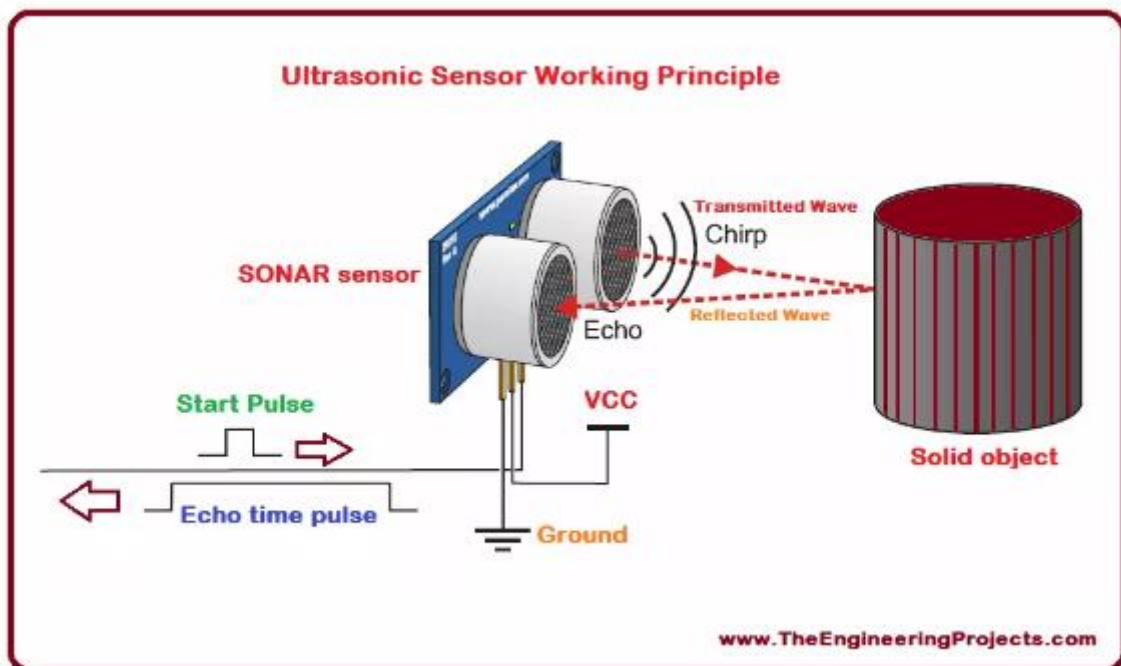 Ultrasonic Sensor Working Principle
Transmitted Wave
Chirp
SONAR sensor
Reflected Wave
Echo
VCC
Start Pulse
Solid object
Echo time pulse
Ground
www.TheEngineeringProjects.com